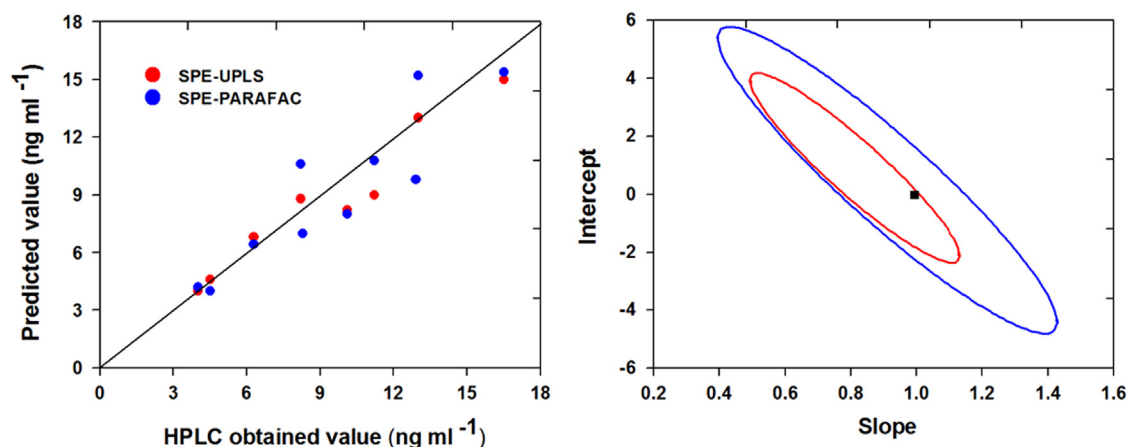 Predicted value (ng ml -1)
18
15
12
9
6
3
0
SPE-UPLS
SPE-PARAFAC
0 3 6 9 12 15 18
HPLC obtained value (ng ml -1)
Intercept
6
4
2
0
-2
-4
-6
0.2 0.4 0.6 0.8 1.0 1.2 1.4 1.6
Slope